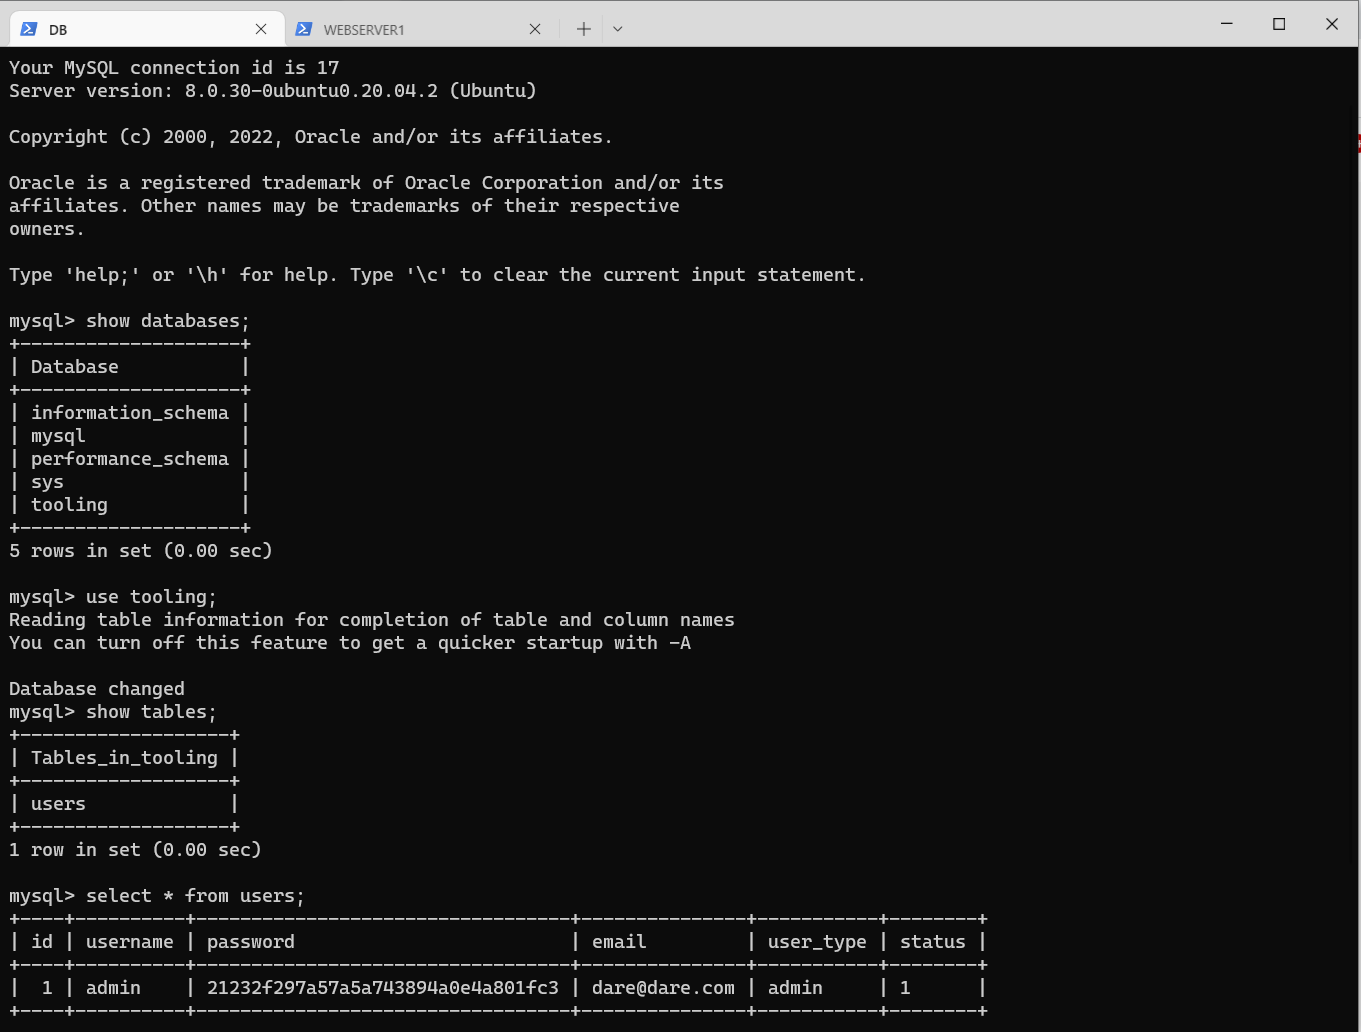 DB
WEBSERVER1
Your MySQL connection id is 17
Server version: 8.0.30-0ubuntu0.20.04.2 (Ubuntu)
Copyright (c) 2000, 2022, Oracle and/or its affiliates.
Oracle is a registered trademark of Oracle Corporation and/or its
affiliates. Other names may be trademarks of their respective
owners.
Type 'help;' or '\h' for help. Type '\c' to clear the current input statement.
mysql> show databases;
+--------------------+
| Database           |
+--------------------+
| information_schema |
| mysql              |
| performance_schema |
| sys                |
| tooling            |
+--------------------+
5 rows in set (0.00 sec)
mysql> use tooling;
Reading table information for completion of table and column names
You can turn off this feature to get a quicker startup with -A
Database changed
mysql> show tables;
+-------------------+
| Tables_in_tooling |
+-------------------+
| users             |
+-------------------+
1 row in set (0.00 sec)
mysql> select * from users;
+----+----------+----------------------------------+---------------+-----------+--------+
| id | username | password                         | email         | user_type | status |
+----+----------+----------------------------------+---------------+-----------+--------+
|  1 | admin    | 21232f297a57a5a743894a0e4a801fc3 | dare@dare.com | admin     | 1      |
+----+----------+----------------------------------+---------------+-----------+--------+